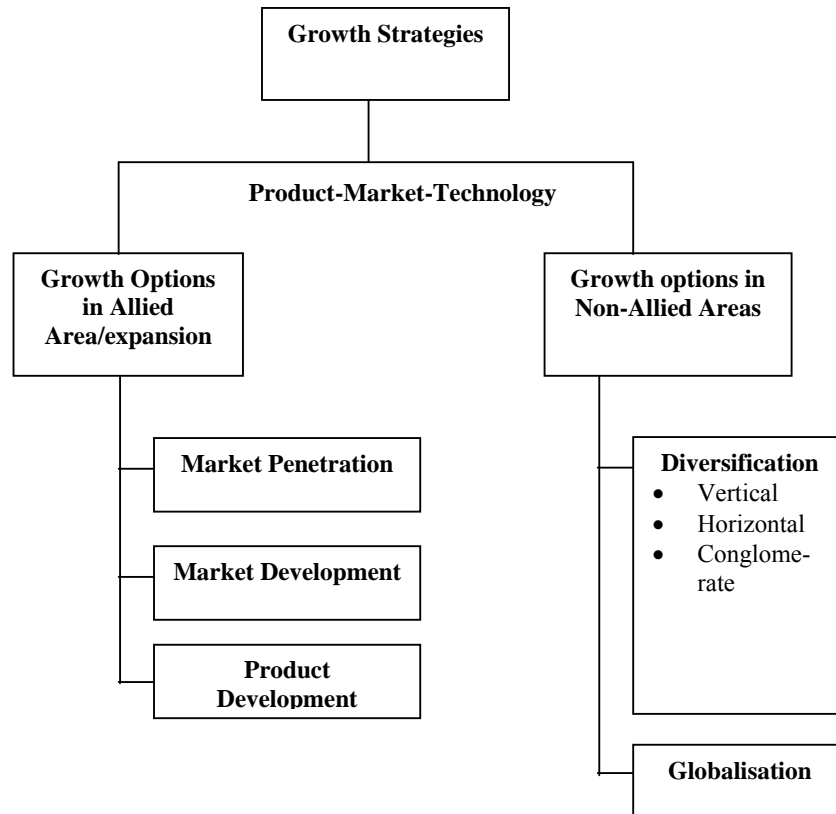 Growth Strategies
Product-Market-Technology
Growth Options
in Allied
Area/expansion
Growth options in
Non-Allied Areas
Market Penetration
Market Development
Product
Development
Diversification
• Vertical
• Horizontal
• Conglome-
rate
Globalisation